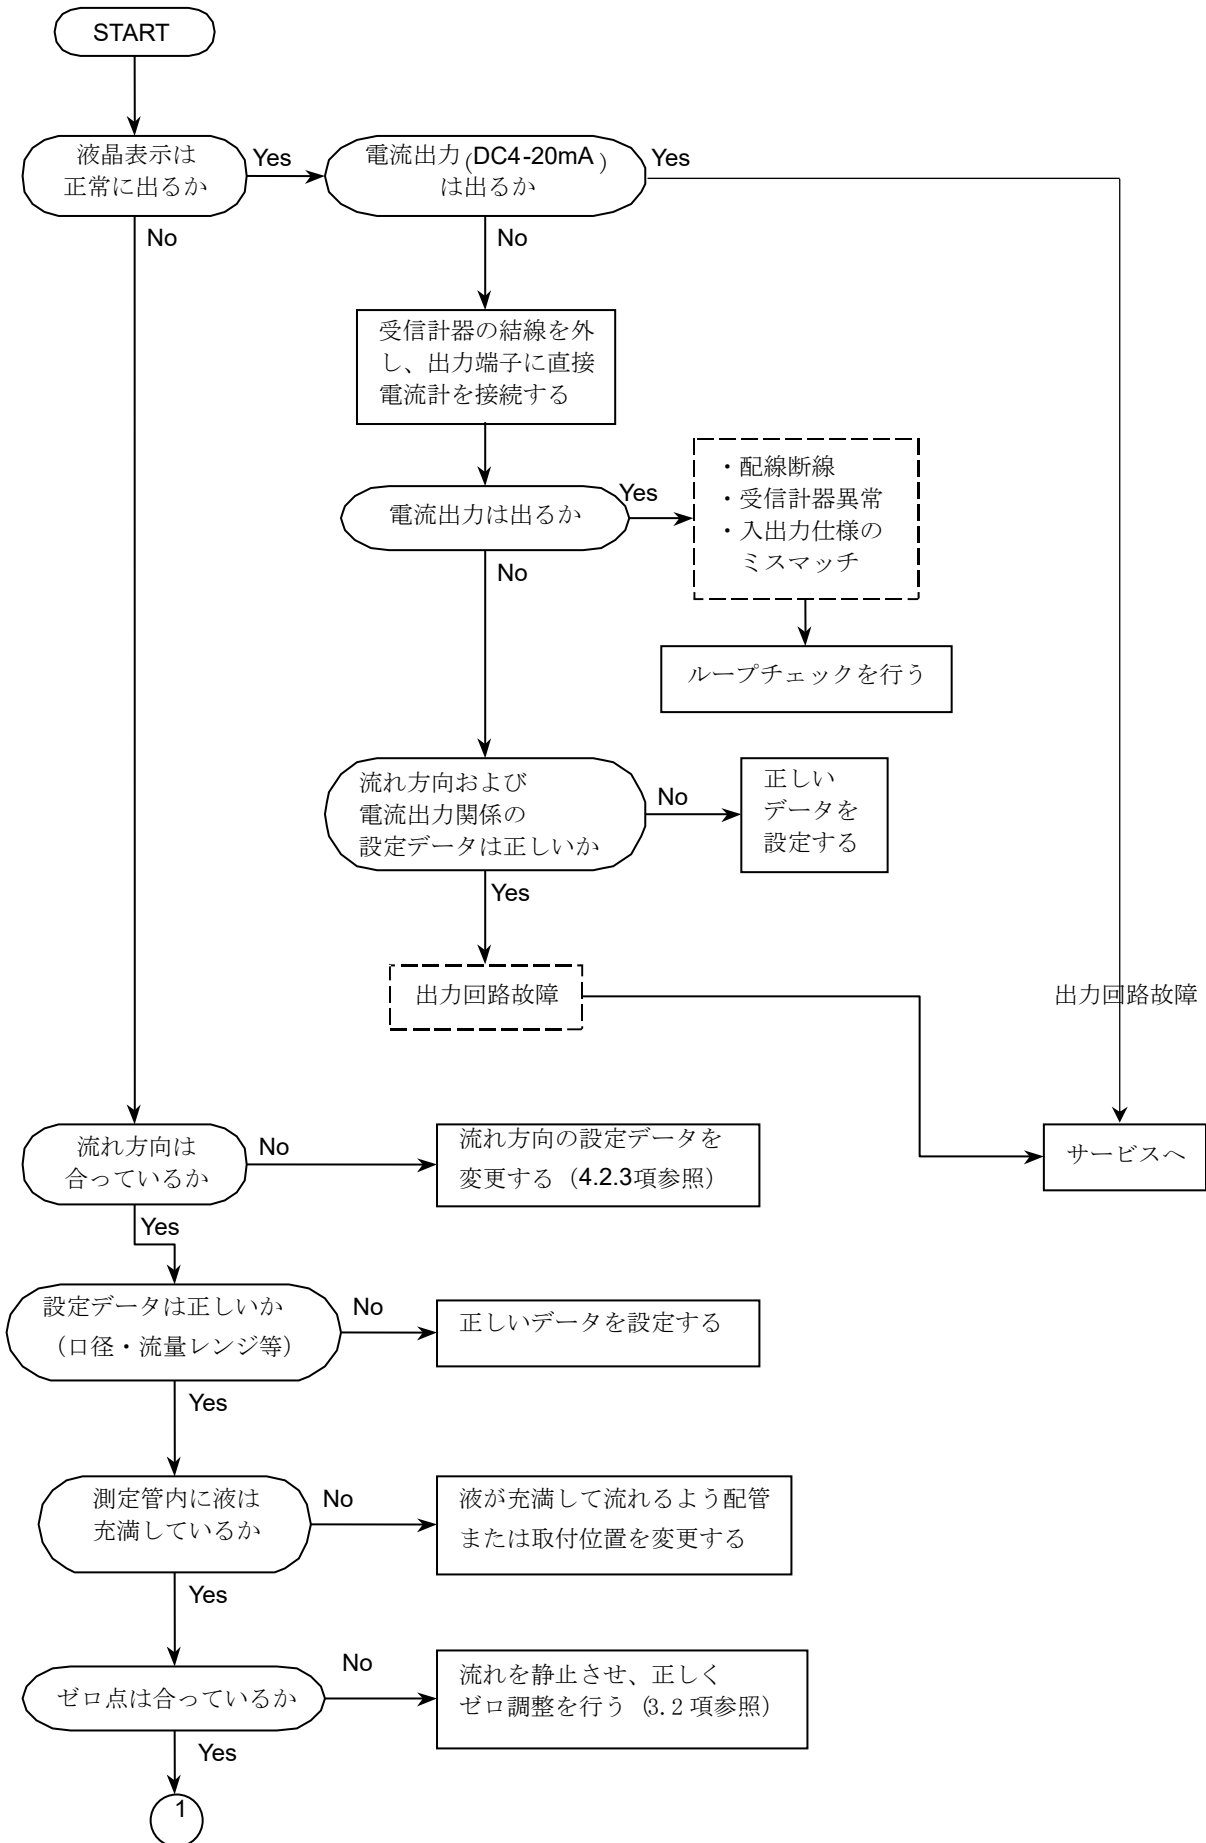 START
液晶表示は
正常に出るか
Yes
電流出力(DC4-20mA)
は出るか
Yes
No
No
受信計器の結線を外
し、出力端子に直接
電流計を接続する
電流出力は出るか
Yes
・配線断線
・受信計器異常
・入出力仕様の
ミスマッチ
No
ループチェックを行う
流れ方向および
電流出力関係の
設定データは正しいか
No
正しい
データを
設定する
Yes
出力回路故障
出力回路故障
流れ方向は
合っているか
No
流れ方向の設定データを
変更する（4.2.3項参照）
サービスへ
Yes
設定データは正しいか
（口径・流量レンジ等）
No
正しいデータを設定する
Yes
測定管内に液は
充満しているか
No
液が充満して流れるよう配管
または取付位置を変更する
Yes
ゼロ点は合っているか
No
流れを静止させ、正しく
ゼロ調整を行う（3.2 項参照）
Yes
1